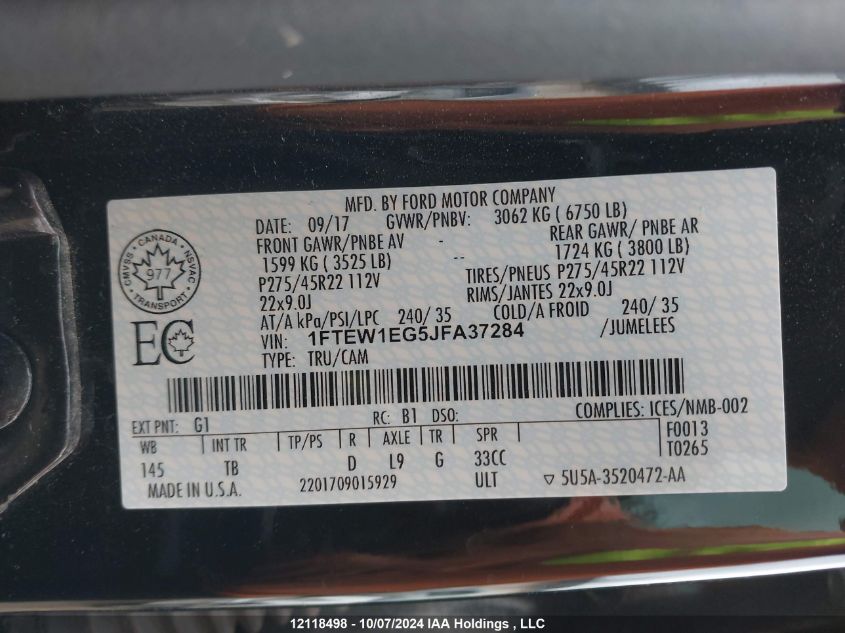 MFD. BY FORD MOTOR COMPANY
DATE: 09/17 GVWR/PNBV: 3062 KG ( 6750 LB)
FRONT GAWR/PNBE AV - REAR GAWR/ PNBE AR
1599 KG ( 3525 LB) -- 1724 KG ( 3800 LB)
P275/45R22 112V TIRES/PNEUS P275/45R22 112V
22x9.0J RIMS/JANTES 22x9.0J
AT/A kPa/PSI/LPC 240/ 35 COLD/A FROID 240/ 35
VIN: 1FTEW1EG5JFA37284 /JUMELEES
TYPE: TRU/CAM
CANADA
CMVSS 977 NSVAC
TRANSPORT
EC
EXT PNT: G1 RC: B1 DSO: COMPLIES: ICES/NMB-002
WB INT TR TP/PS R AXLE TR SPR F0013
145 TB D L9 G 33CC T0265
MADE IN U.S.A. 2201709015929 ULT ▽ 5U5A-3520472-AA
12118498 - 10/07/2024 IAA Holdings , LLC